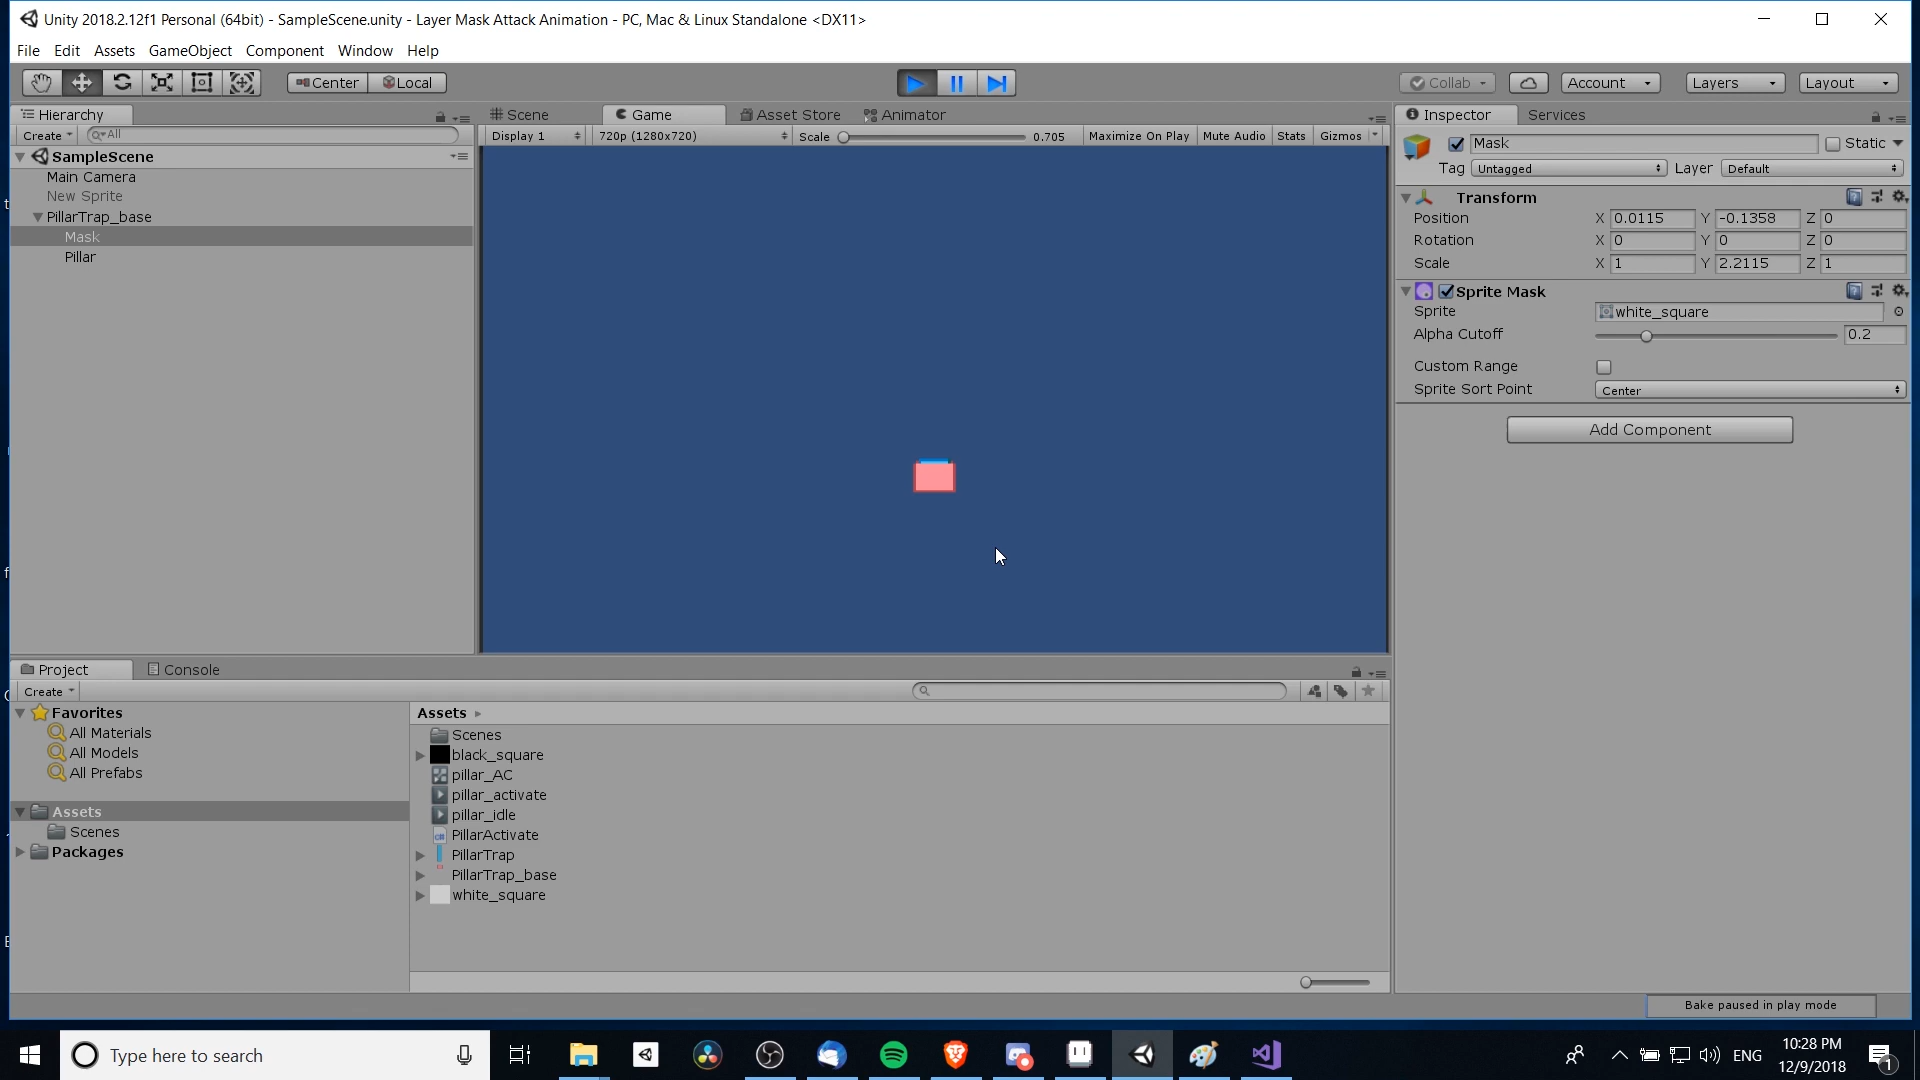 Unity 2018.2.12f1 Personal (64bit) - SampleScene.unity - Layer Mask Attack Animation - PC, Mac & Linux Standalone <DX11>
File Edit Assets GameObject Component Window Help
Center Local Collab Account Layers Layout
Hierarchy
Create All
SampleScene
Main Camera
New Sprite
PillarTrap_base
Mask
Pillar
Scene Game Asset Store Animator
Display 1 720p (1280x720) Scale 0.705 Maximize On Play Mute Audio Stats Gizmos
Inspector Services
Mask Static
Tag Untagged Layer Default
Transform
Position X 0.0115 Y -0.1358 Z 0
Rotation X 0 Y 0 Z 0
Scale X 1 Y 2.2115 Z 1
Sprite Mask
Sprite white_square
Alpha Cutoff 0.2
Custom Range
Sprite Sort Point Center
Add Component
Project Console
Create
Favorites
All Materials
All Models
All Prefabs
Assets
Scenes
Packages
Assets
Scenes
black_square
pillar_AC
pillar_activate
pillar_idle
PillarActivate
PillarTrap
PillarTrap_base
white_square
Bake paused in play mode
Type here to search
ENG
10:28 PM
12/9/2018
1